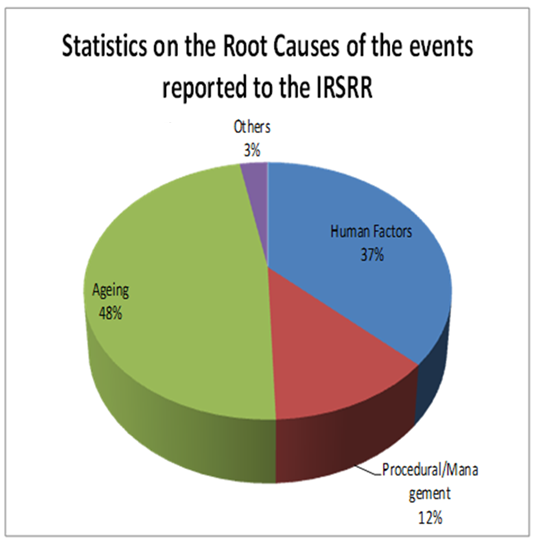 Statistics on the Root Causes of the events
reported to the IRSRR
Others
3%
Human Factors
37%
Ageing
48%
Procedural/Mana
gement
12%